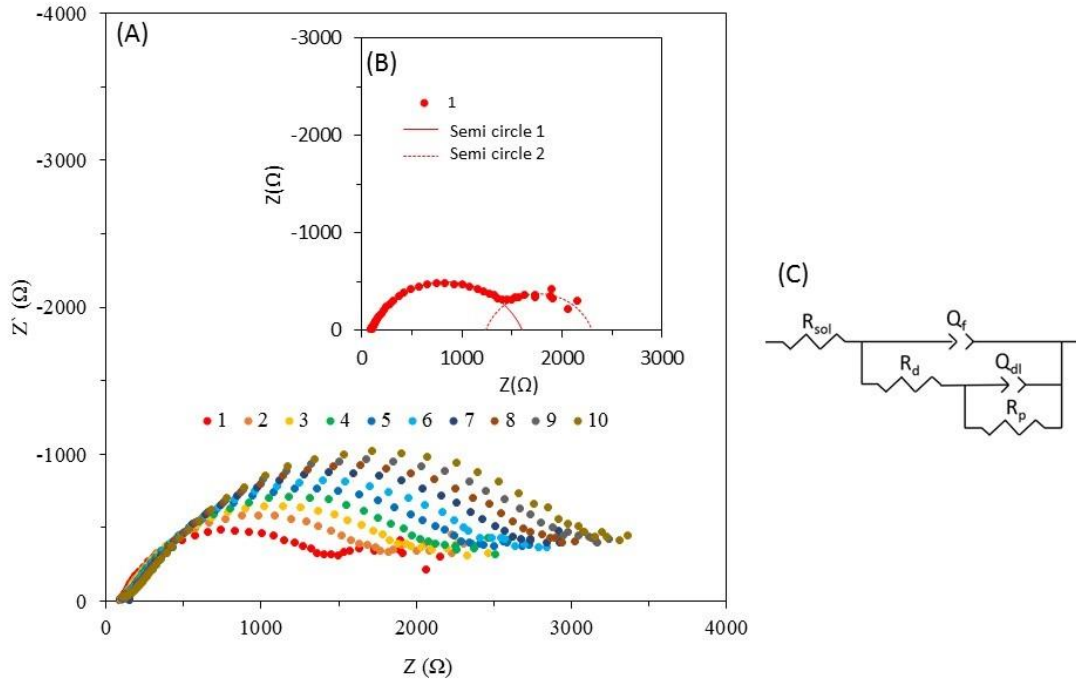 (A)
-4000
-3000
-2000
-1000
0
Z` (Ω)
0 1000 2000 3000 4000
Z (Ω)
1 2 3 4 5 6 7 8 9 10
(B)
-3000
-2000
-1000
0
Z(Ω)
1
Semi circle 1
Semi circle 2
0 1000 2000 3000
Z(Ω)
(C)
Rsol
Qf
Rd
Qdl
Rp